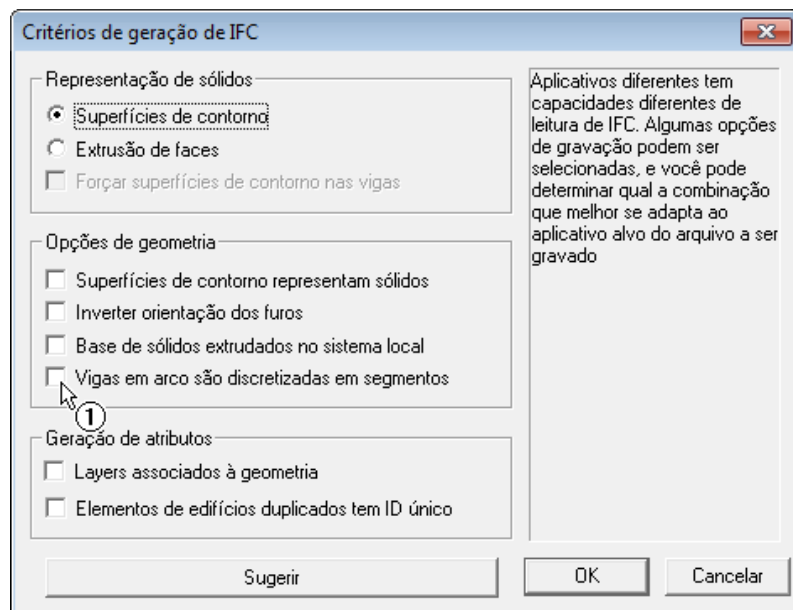 Critérios de geração de IFC
Representação de sólidos
Superfícies de contorno
Extrusão de faces
Forçar superfícies de contorno nas vigas
Opções de geometria
Superfícies de contorno representam sólidos
Inverter orientação dos furos
Base de sólidos extrudados no sistema local
Vigas em arco são discretizadas em segmentos
1
Geração de atributos
Layers associados à geometria
Elementos de edifícios duplicados tem ID único
Aplicativos diferentes tem
capacidades diferentes de
leitura de IFC. Algumas opções
de gravação podem ser
selecionadas, e você pode
determinar qual a combinação
que melhor se adapta ao
aplicativo alvo do arquivo a ser
gravado
Sugerir
OK
Cancelar